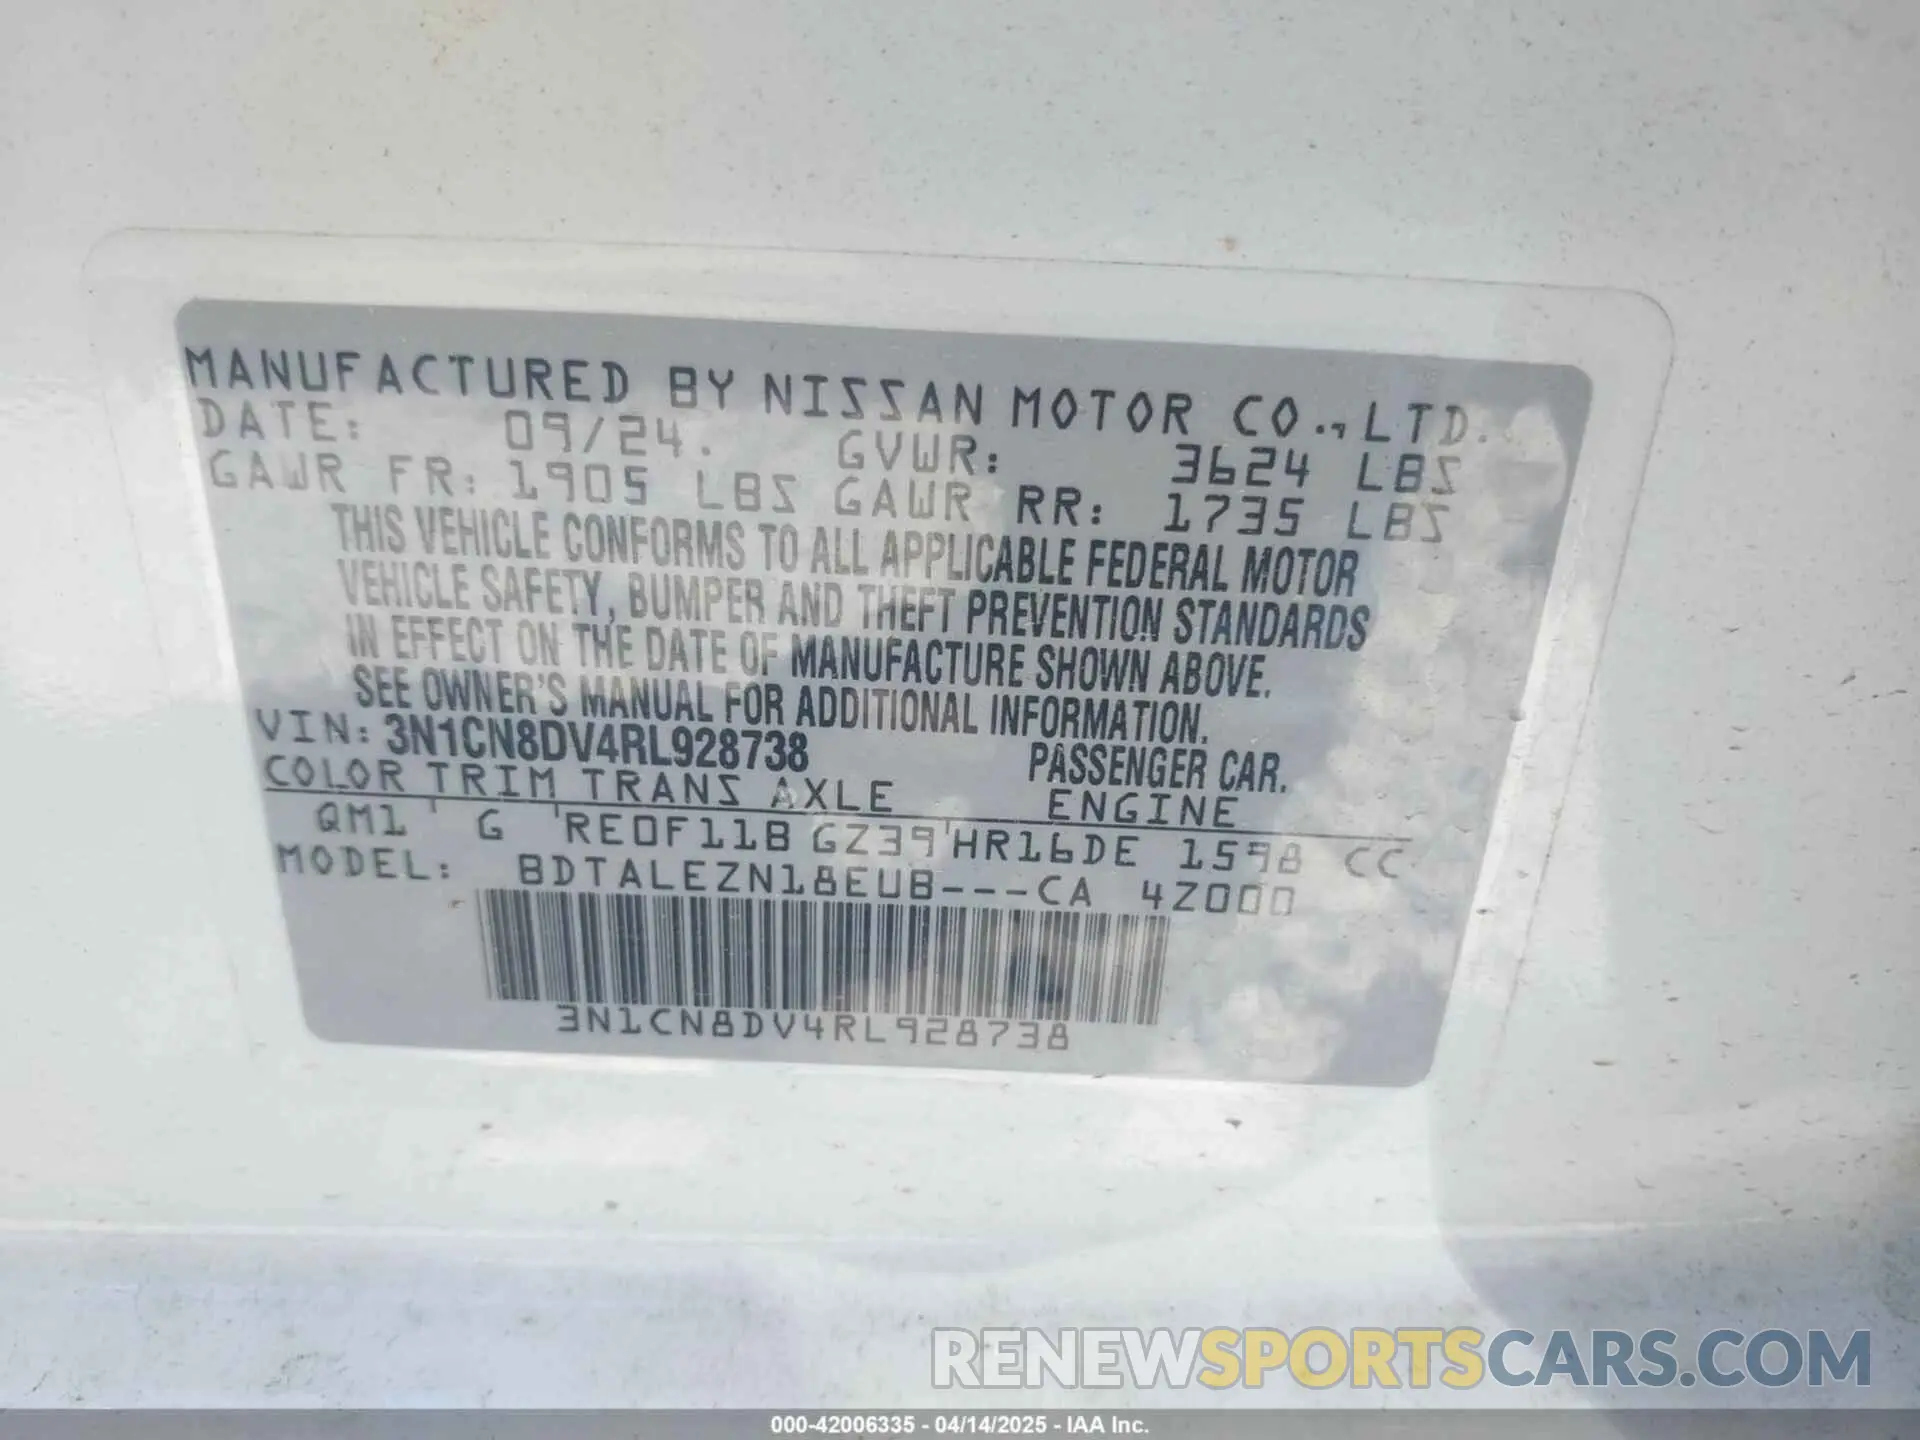 MANUFACTURED BY NISSAN MOTOR CO., LTD.
DATE: 09/24. GVWR: 3624 LBS
GAWR FR: 1905 LBS GAWR RR: 1735 LBS
THIS VEHICLE CONFORMS TO ALL APPLICABLE FEDERAL MOTOR
VEHICLE SAFETY, BUMPER AND THEFT PREVENTION STANDARDS
IN EFFECT ON THE DATE OF MANUFACTURE SHOWN ABOVE.
SEE OWNER'S MANUAL FOR ADDITIONAL INFORMATION.
VIN: 3N1CN8DV4RL928738 PASSENGER CAR.
COLOR TRIM TRANS AXLE ENGINE
QM1 G RE0F11B GZ39 HR16DE 1598 CC
MODEL: BDTALEZN18EUB---CA 4Z000
3N1CN8DV4RL928738
RENEWSPORTSCARS.COM
000-42006335 - 04/14/2025 - IAA Inc.